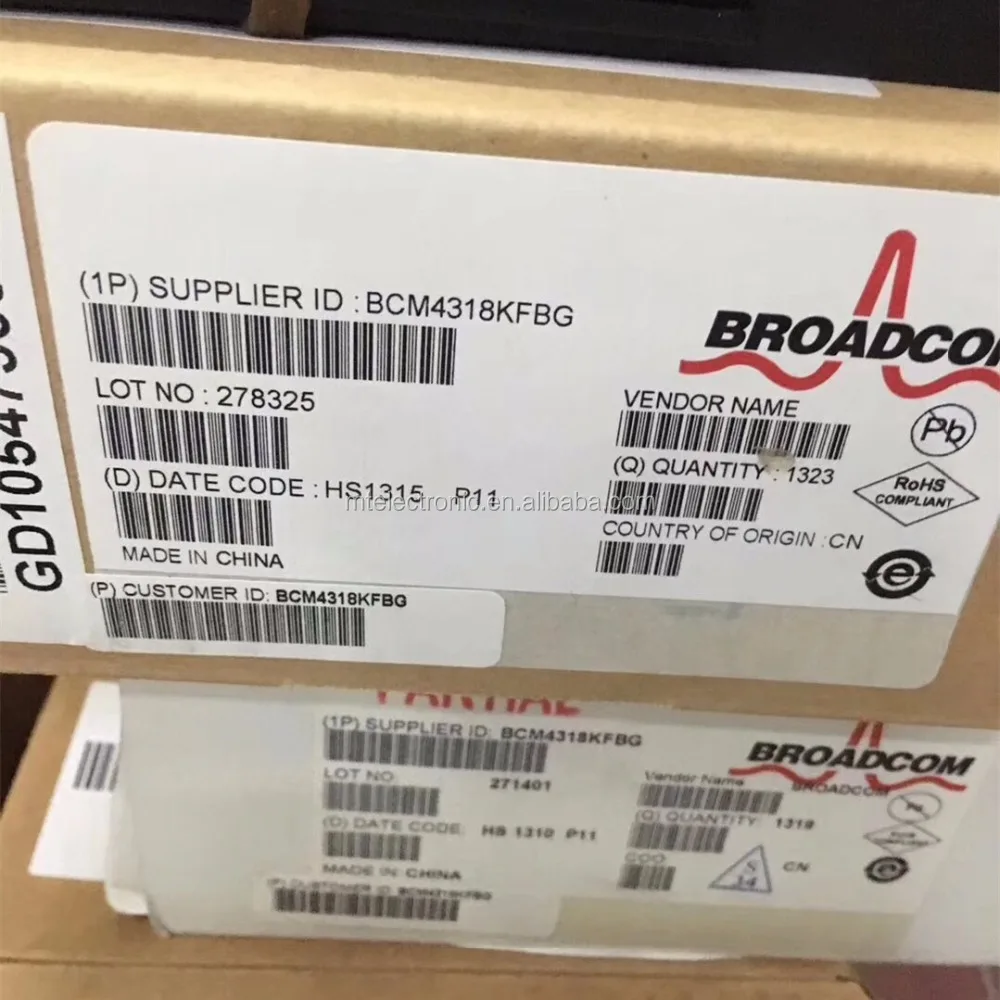 (1P) SUPPLIER ID : BCM4318KFBG
LOT NO : 278325
(D) DATE CODE : HS1315 P11
MADE IN CHINA
(P) CUSTOMER ID: BCM4318KFBG
BROADCO
VENDOR NAME
(Q) QUANTITY : 1323
COUNTRY OF ORIGIN : CN
Pb
RoHS
COMPLIANT
e
mtelectronic.en.alibaba.com
PARTIAL
(1P) SUPPLIER ID: BCM4318KFBG
LOT NO. 271401
(D) DATE CODE: HS 1310 P11
MADE IN CHINA
(P) CUSTOMER ID: BCM4318KFBG
BROADCOM
Vendor Name BROADCOM
(Q) QUANTITY: 1319
COO CN
S
14